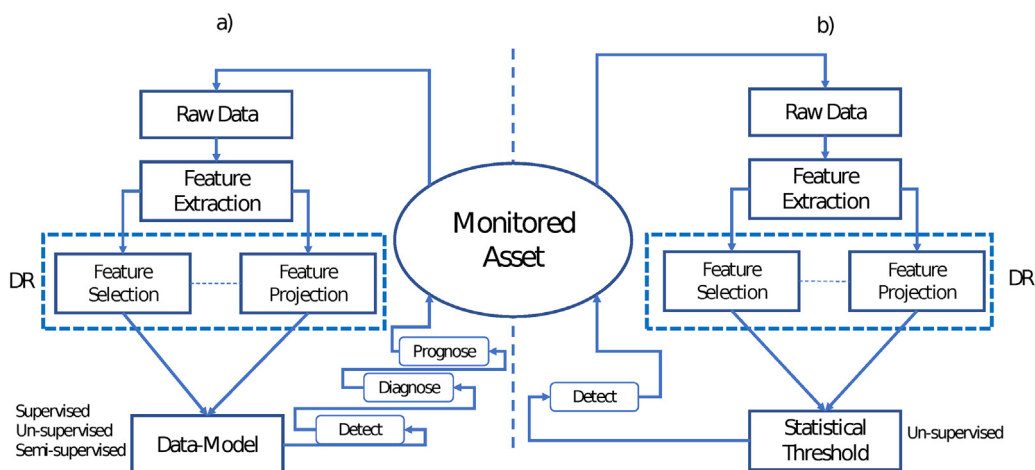 a)
Raw Data
Feature
Extraction
DR
Feature
Selection
Feature
Projection
Supervised
Un-supervised
Semi-supervised
Data-Model
Detect
Diagnose
Prognose
Monitored
Asset
b)
Raw Data
Feature
Extraction
Feature
Selection
Feature
Projection
DR
Detect
Statistical
Threshold
Un-supervised